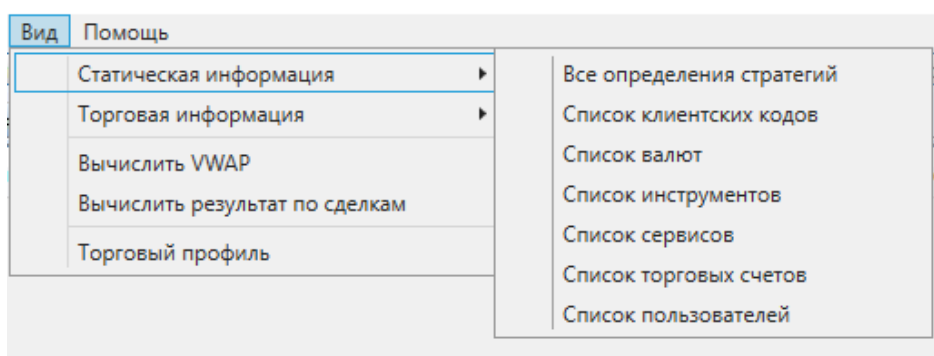 Вид Помощь
Статическая информация
Торговая информация
Вычислить VWAP
Вычислить результат по сделкам
Торговый профиль
Все определения стратегий
Список клиентских кодов
Список валют
Список инструментов
Список сервисов
Список торговых счетов
Список пользователей